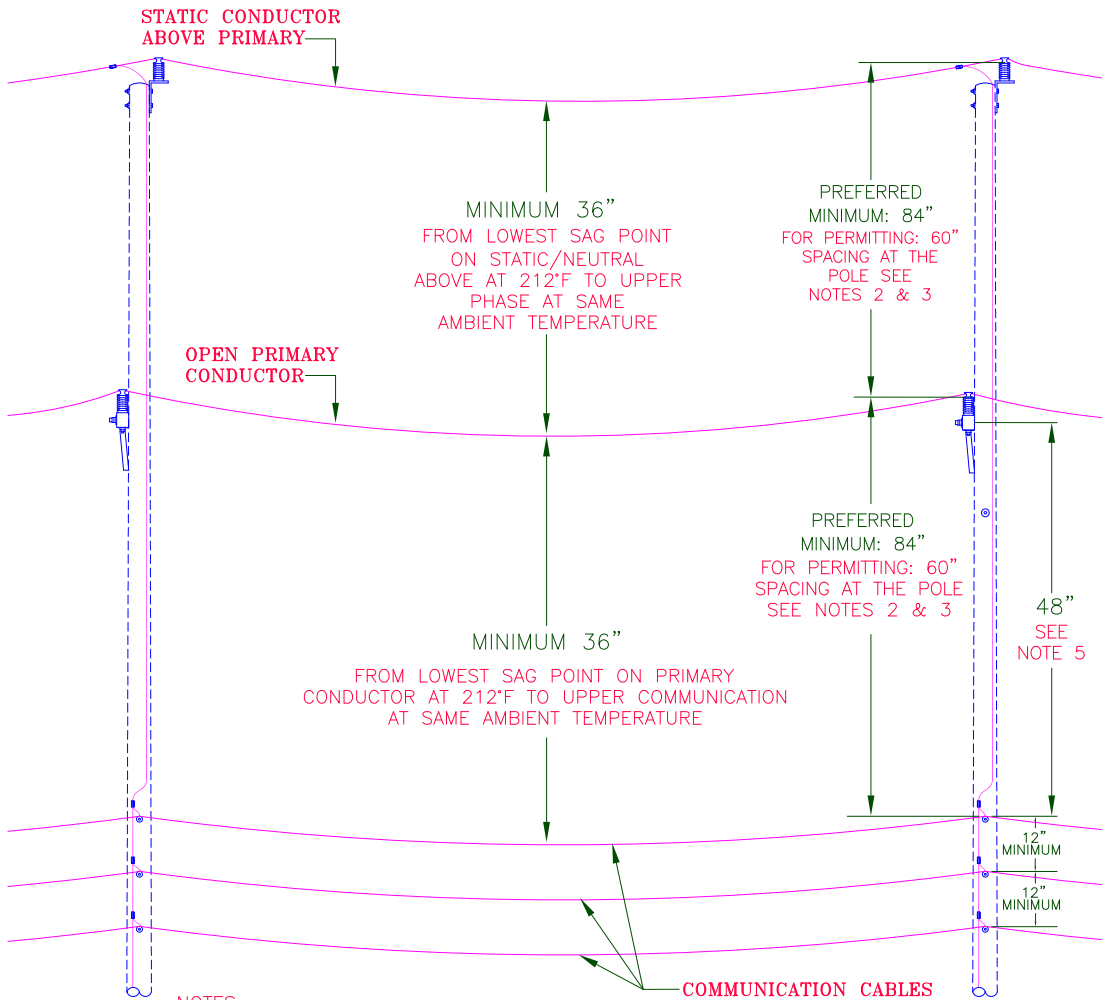 STATIC CONDUCTOR
ABOVE PRIMARY
MINIMUM 36”
FROM LOWEST SAG POINT
ON STATIC/NEUTRAL
ABOVE AT 212°F TO UPPER
PHASE AT SAME
AMBIENT TEMPERATURE
PREFERRED
MINIMUM: 84”
FOR PERMITTING: 60”
SPACING AT THE
POLE SEE
NOTES 2 & 3
OPEN PRIMARY
CONDUCTOR
PREFERRED
MINIMUM: 84”
FOR PERMITTING: 60”
SPACING AT THE POLE
SEE NOTES 2 & 3
48”
SEE
NOTE 5
MINIMUM 36”
FROM LOWEST SAG POINT ON PRIMARY
CONDUCTOR AT 212°F TO UPPER COMMUNICATION
AT SAME AMBIENT TEMPERATURE
12”
MINIMUM
12”
MINIMUM
COMMUNICATION CABLES
NOTES